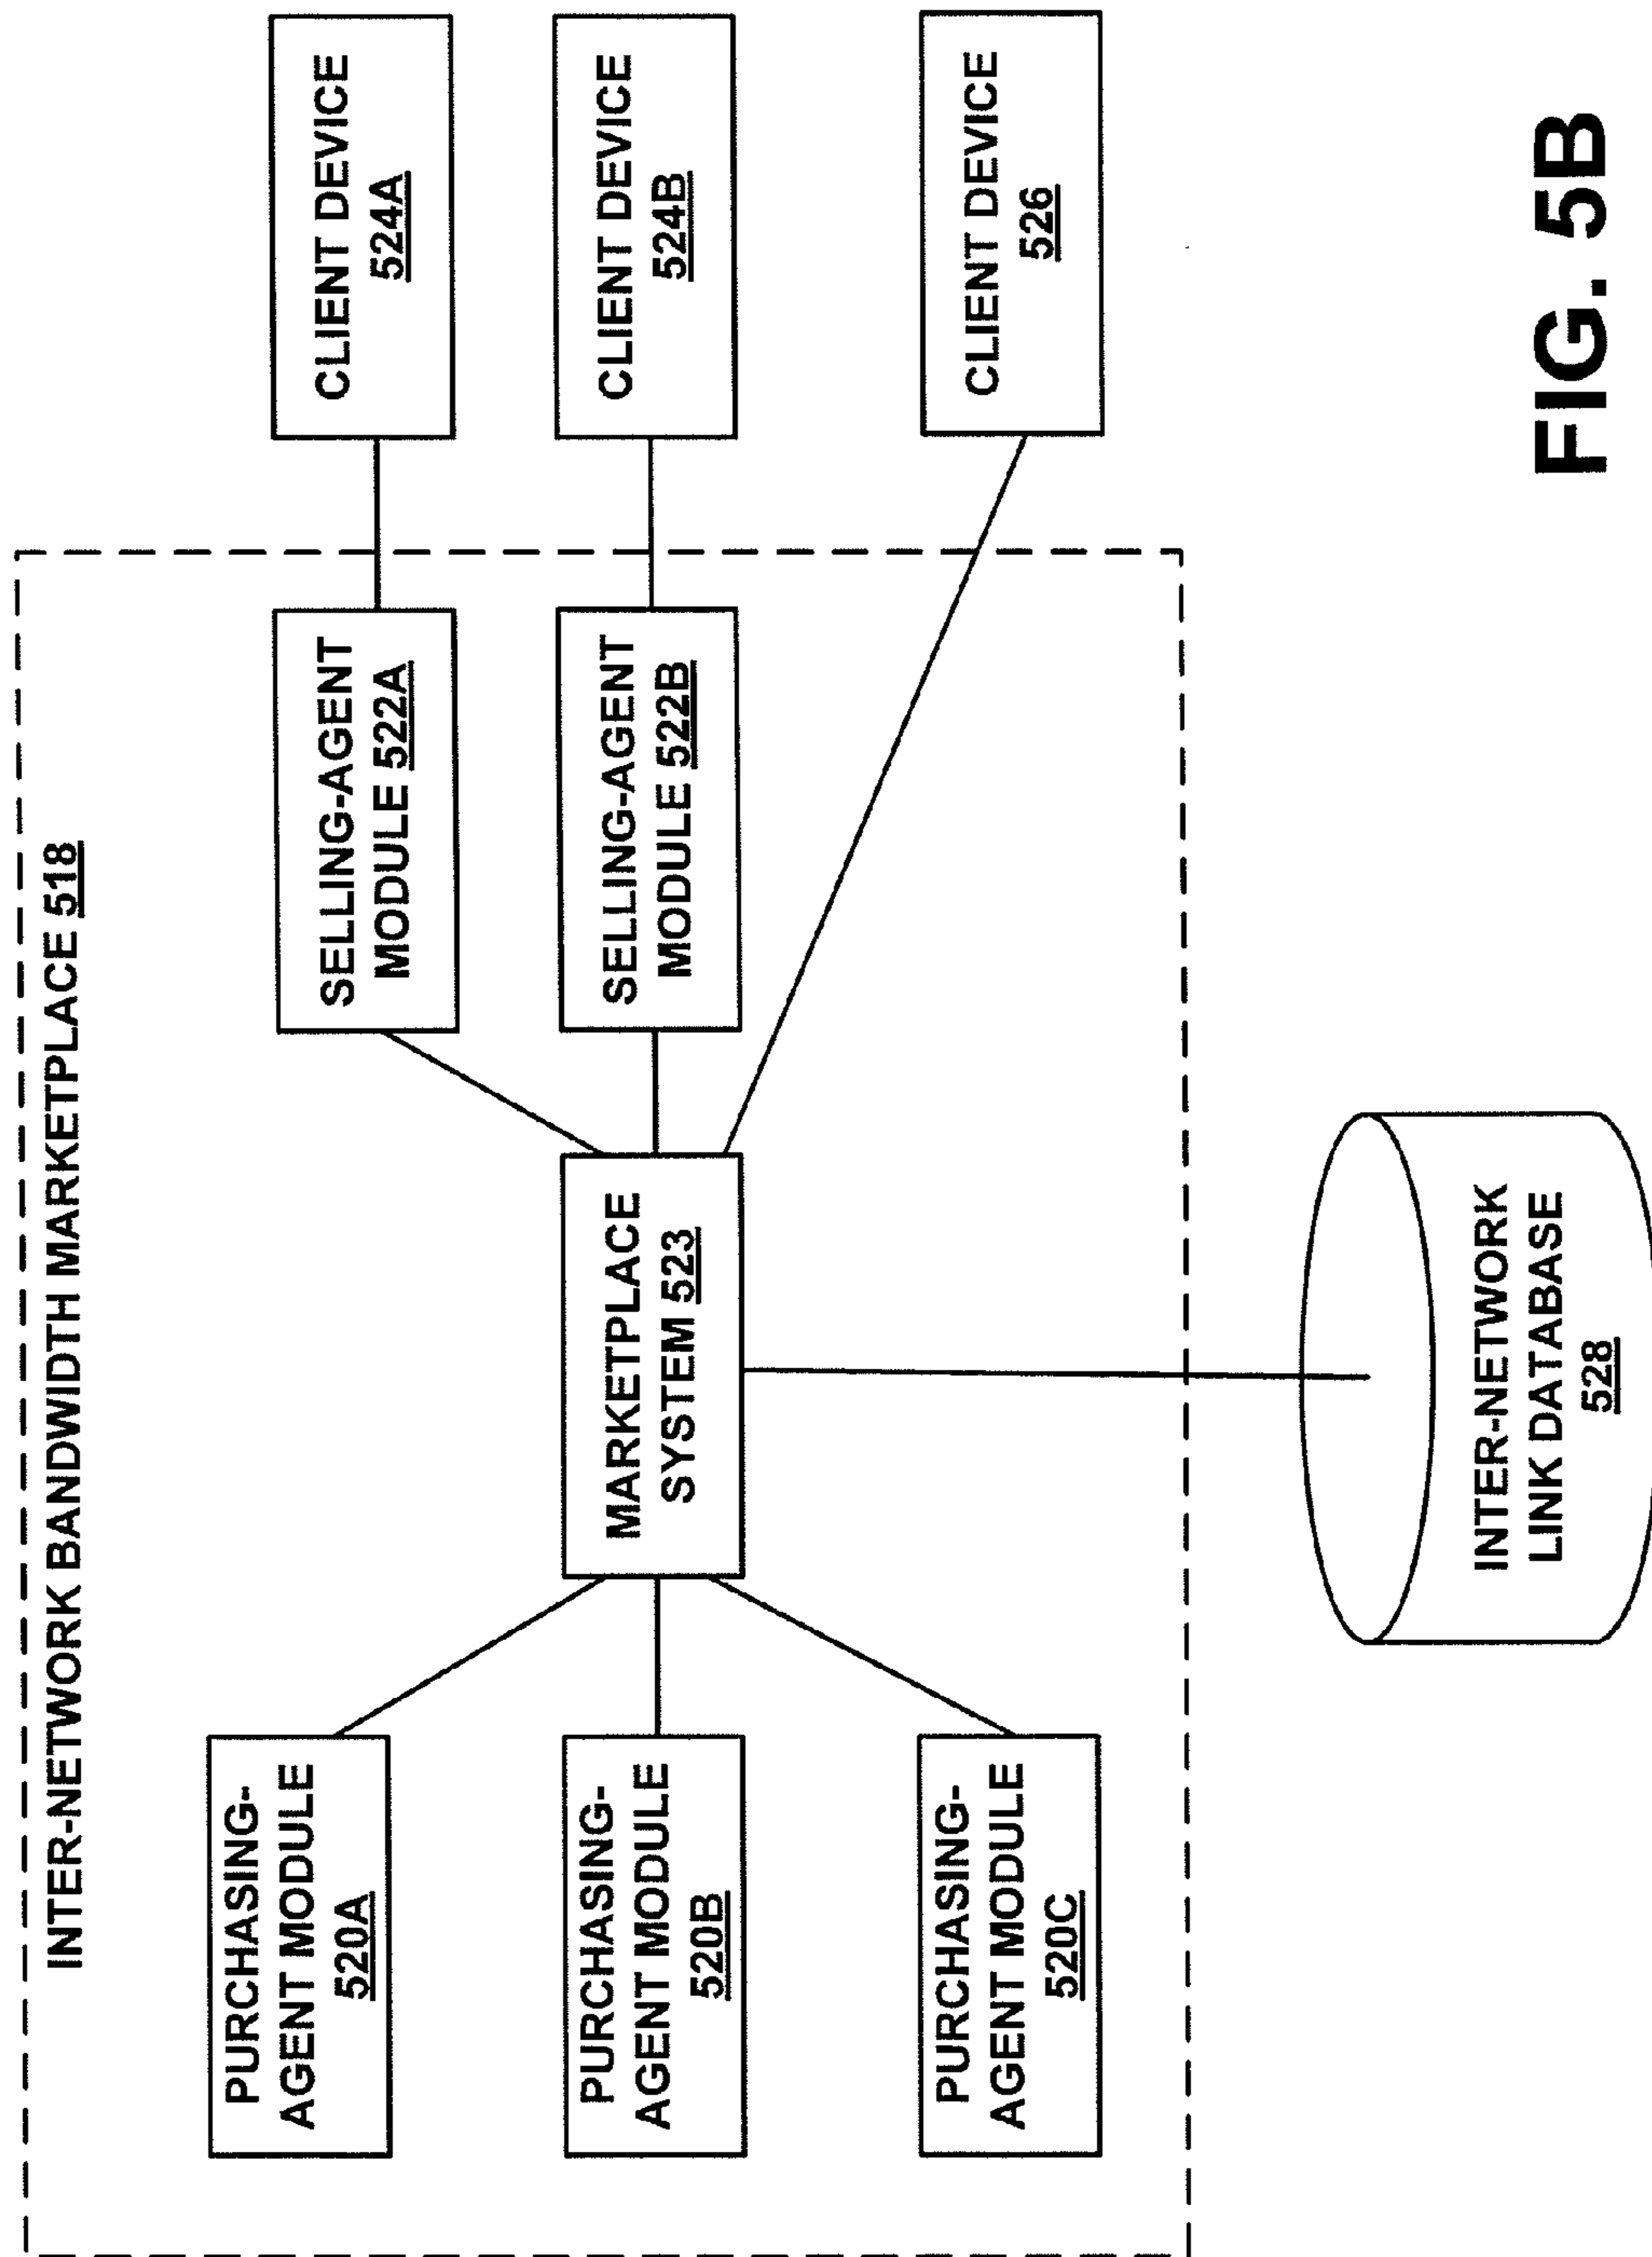 INTER-NETWORK BANDWIDTH MARKETPLACE 518
PURCHASING-
AGENT MODULE
520A
PURCHASING-
AGENT MODULE
520B
PURCHASING-
AGENT MODULE
520C
MARKETPLACE
SYSTEM 523
SELLING-AGENT
MODULE 522A
SELLING-AGENT
MODULE 522B
CLIENT DEVICE
524A
CLIENT DEVICE
524B
CLIENT DEVICE
526
INTER-NETWORK
LINK DATABASE
528
FIG. 5B